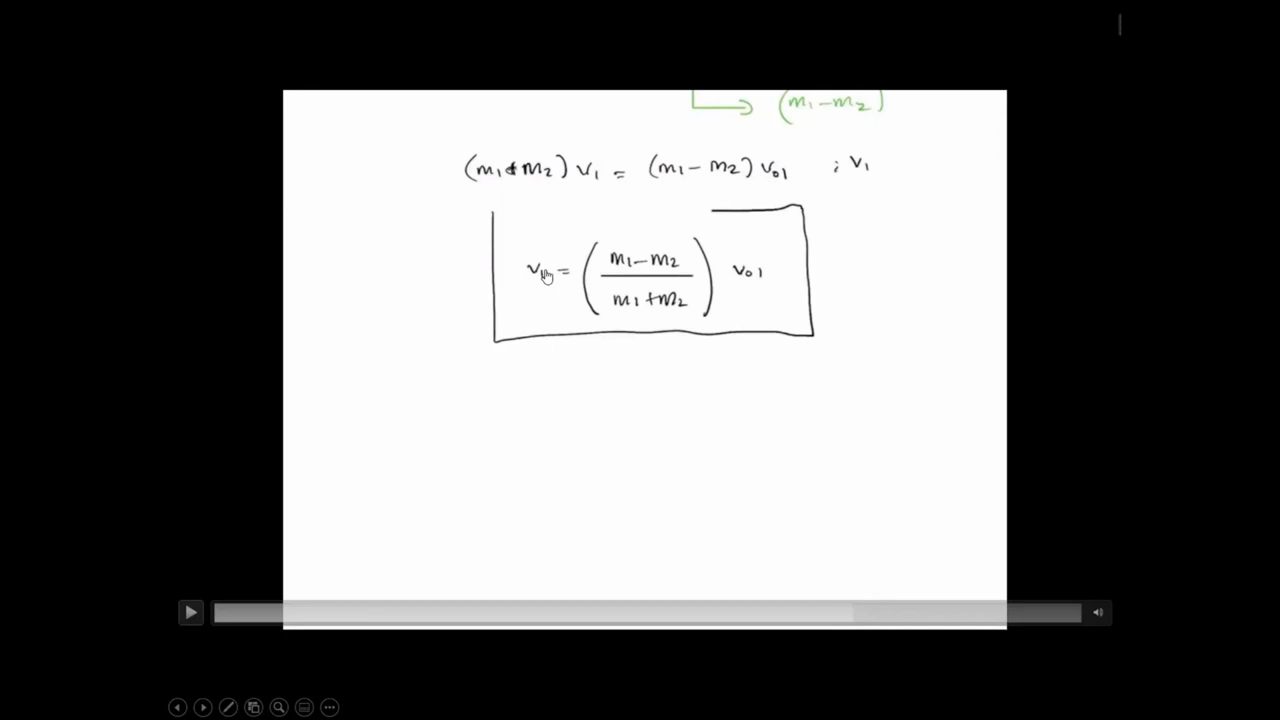 (m₁-m₂)
(m₁+m₂) v₁ = (m₁-m₂) v₀₁ ; v₁
v₁ = ( (m₁-m₂) / (m₁+m₂) ) v₀₁